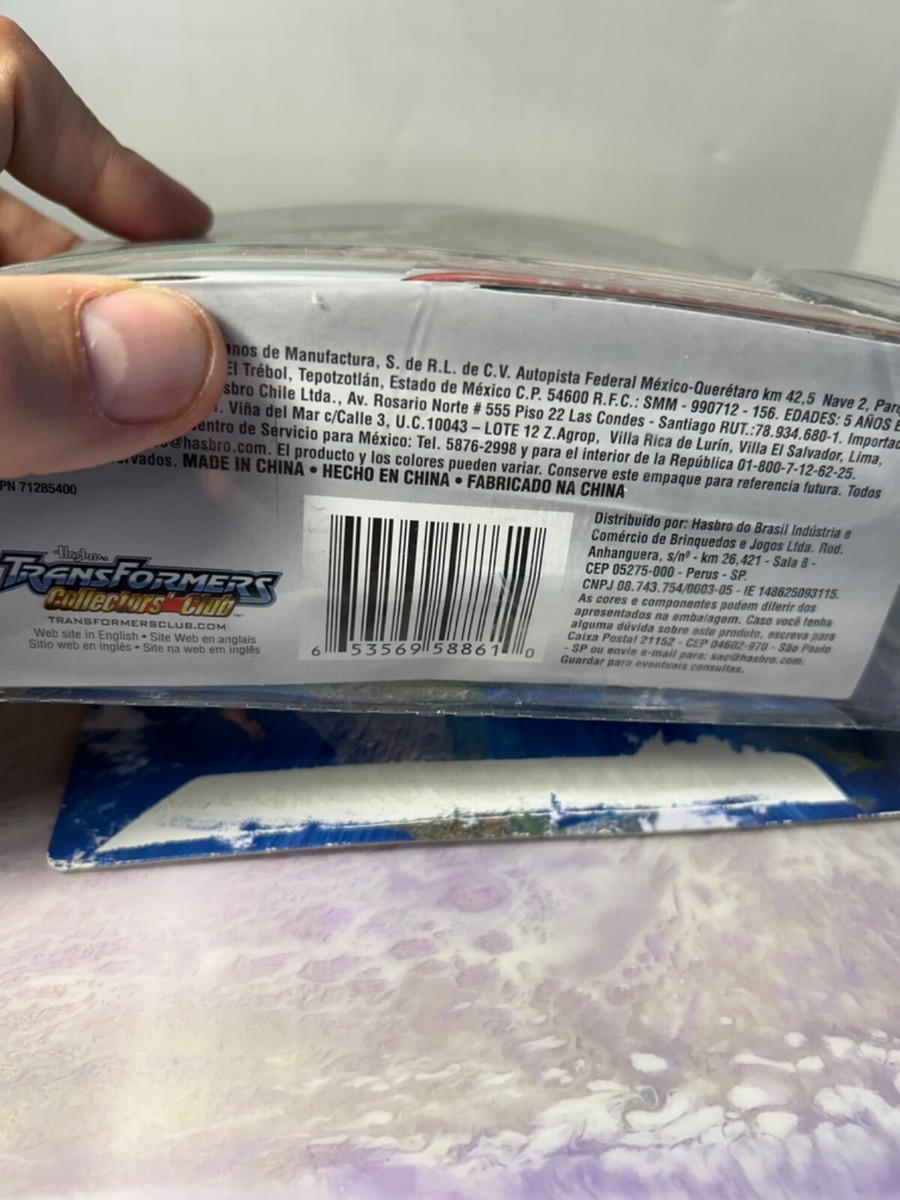 anos de Manufactura, S. de R.L. de C.V. Autopista Federal México-Querétaro km 42,5 Nave 2, Parq
El Trébol, Tepotzotlán, Estado de México C.P. 54600 R.F.C.: SMM - 990712 - 156. EDADES: 5 AÑOS E
sbro Chile Ltda., Av. Rosario Norte # 555 Piso 22 Las Condes - Santiago RUT.:78.934.680-1. Importad
. Viña del Mar c/Calle 3, U.C.10043 – LOTE 12 Z.Agrop, Villa Rica de Lurín, Villa El Salvador, Lima,
entro de Servicio para México: Tel. 5876-2998 y para el interior de la República 01-800-7-12-62-25.
@hasbro.com. El producto y los colores pueden variar. Conserve este empaque para referencia futura. Todos
rvados. MADE IN CHINA • HECHO EN CHINA • FABRICADO NA CHINA
PN 71285400
Hasbro
TRANSFORMERS
Collectors' Club™
TRANSFORMERSCLUB.COM
Web site in English • Site Web en anglais
Sitio web en inglés • Site na web em inglês
6 53569 58861 0
Distribuído por: Hasbro do Brasil Indústria e
Comércio de Brinquedos e Jogos Ltda. Rod.
Anhanguera, s/nº - km 26,421 - Sala 8 -
CEP 05275-000 - Perus - SP.
CNPJ 08.743.754/0003-05 - IE 148625093115.
As cores e componentes podem diferir dos
apresentados na embalagem. Caso você tenha
alguma dúvida sobre este produto, escreva para
Caixa Postal 21152 - CEP 04602-970 - São Paulo
- SP ou envie e-mail para: sac@hasbro.com.
Guardar para eventuais consultas.